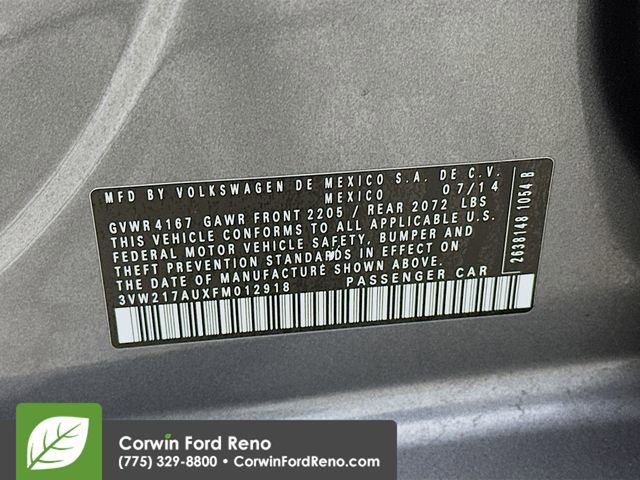 MFD BY VOLKSWAGEN DE MEXICO S.A. DE C.V.
MEXICO 07/14
GVWR 4167 GAWR FRONT 2205 / REAR 2072 LBS
THIS VEHICLE CONFORMS TO ALL APPLICABLE U.S.
FEDERAL MOTOR VEHICLE SAFETY, BUMPER AND
THEFT PREVENTION STANDARDS IN EFFECT ON
THE DATE OF MANUFACTURE SHOWN ABOVE.
3VW217AUXFM012918 PASSENGER CAR
2638148 1054 B
Corwin Ford Reno
(775) 329-8800 • CorwinFordReno.com